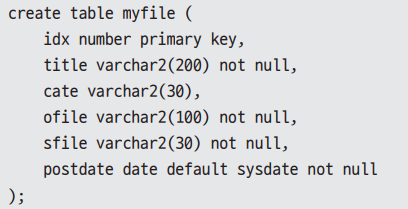 create table myfile (
    idx number primary key,
    title varchar2(200) not null,
    cate varchar2(30),
    ofile varchar2(100) not null,
    sfile varchar2(30) not null,
    postdate date default sysdate not null
);